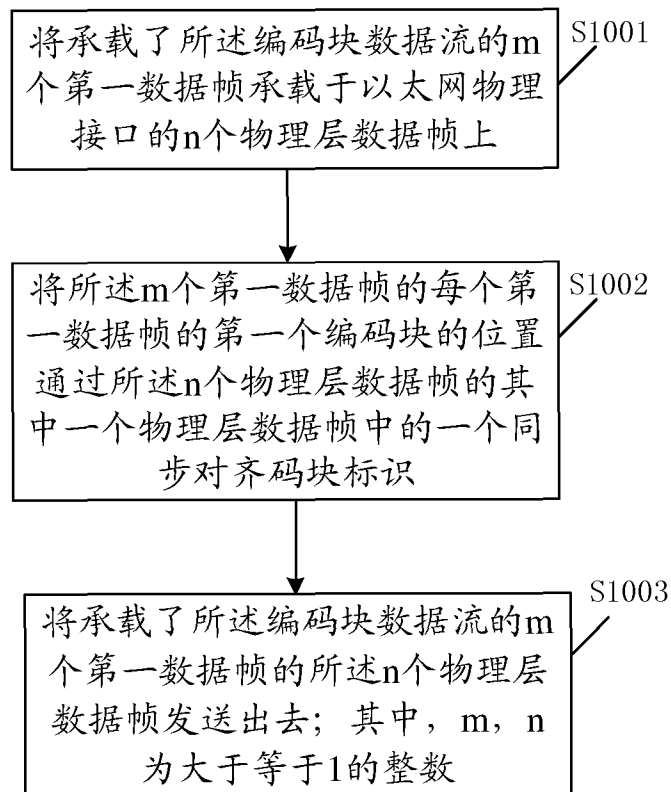 将承载了所述编码块数据流的m
个第一数据帧承载于以太网物理
接口的n个物理层数据帧上
S1001
将所述m个第一数据帧的每个第
一数据帧的第一个编码块的位置
通过所述n个物理层数据帧的其
中一个物理层数据帧中的一个同
步对齐码块标识
S1002
将承载了所述编码块数据流的m
个第一数据帧的所述n个物理层
数据帧发送出去；其中，m，n
为大于等于1的整数
S1003